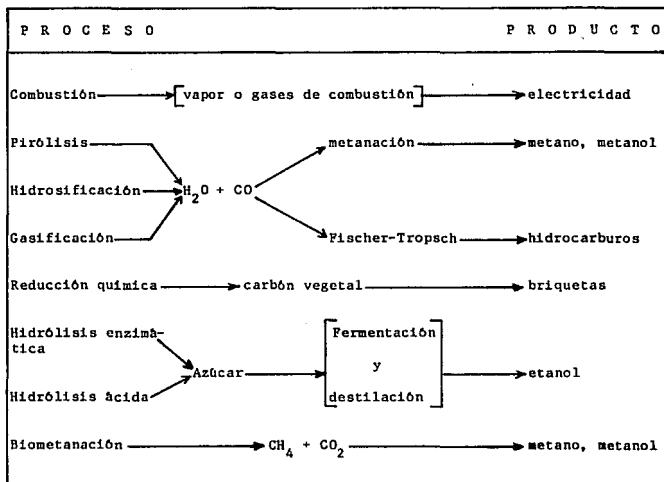 P R O C E S O P R O D U C T O
Combustión [vapor o gases de combustión] electricidad
Pirólisis metanación metano, metanol
Hidrosificación H2O + CO
Gasificación Fischer-Tropsch hidrocarburos
Reducción química carbón vegetal briquetas
Hidrólisis enzimá-
tica
Fermentación
Azúcar y etanol
Hidrólisis ácida destilación
Biometanación CH4 + CO2 metano, metanol